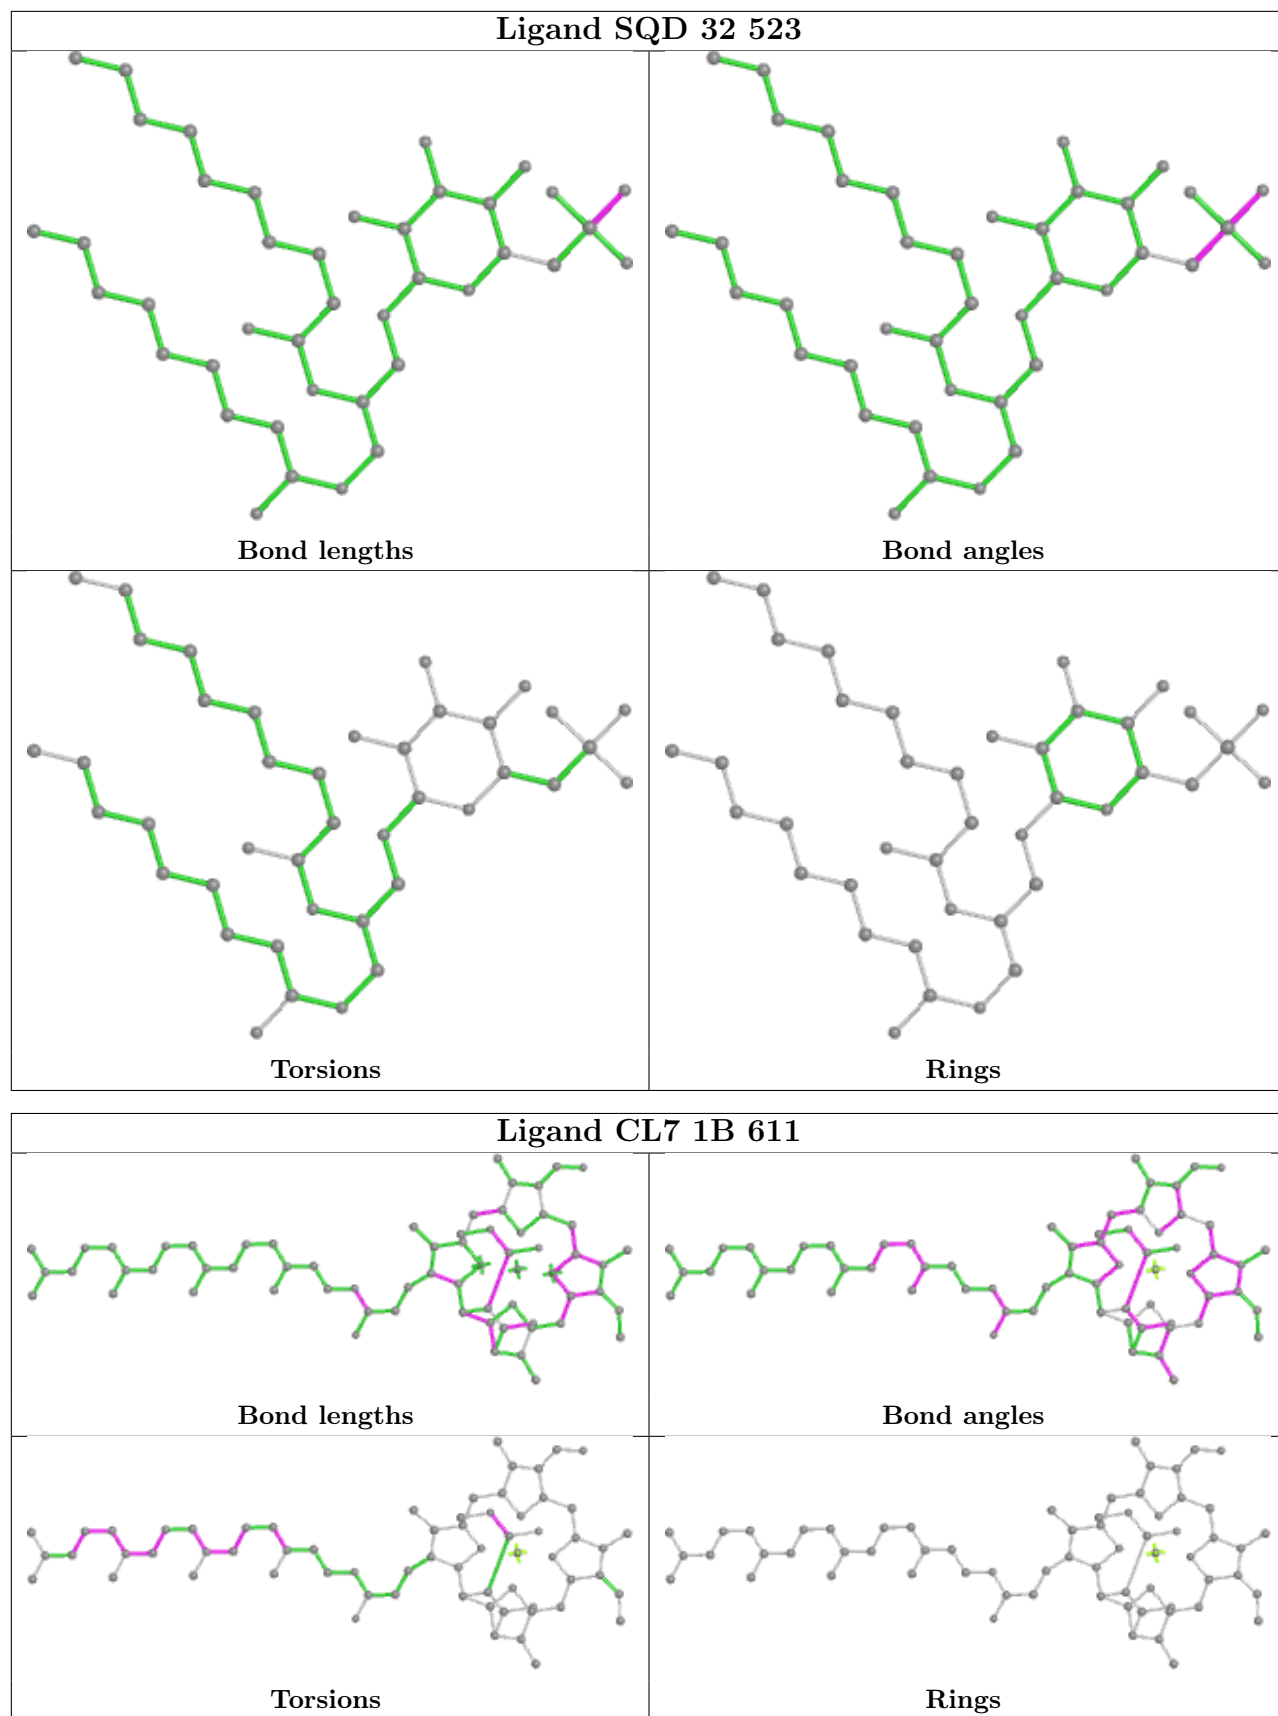 Ligand SQD 32 523
Bond lengths
Bond angles
Torsions
Rings
Ligand CL7 1B 611
Bond lengths
Bond angles
Torsions
Rings